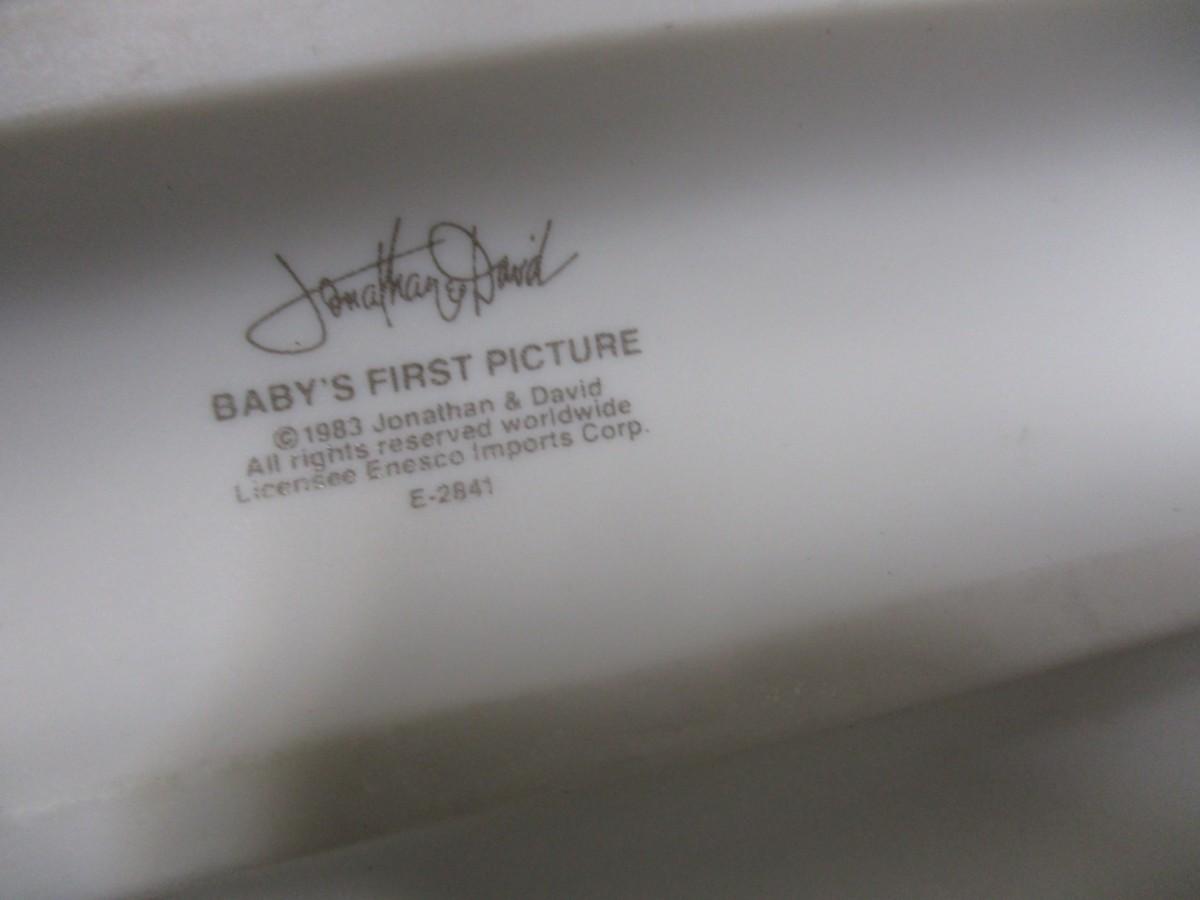 Jonathan & David
BABY'S FIRST PICTURE
©1983 Jonathan & David
All rights reserved worldwide
Licensee Enesco Imports Corp.
E-2841